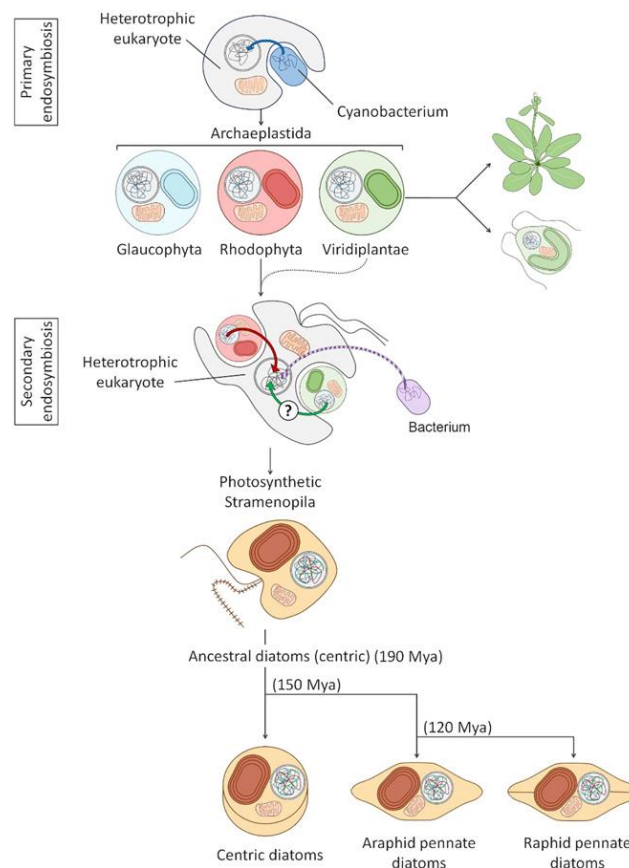 Primary
endosymbiosis
Heterotrophic
eukaryote
Cyanobacterium
Archaeplastida
Glaucophyta
Rhodophyta
Viridiplantae
Secondary
endosymbiosis
Heterotrophic
eukaryote
?
Bacterium
Photosynthetic
Stramenopila
Ancestral diatoms (centric) (190 Mya)
(150 Mya)
(120 Mya)
Centric diatoms
Araphid pennate
diatoms
Raphid pennate
diatoms